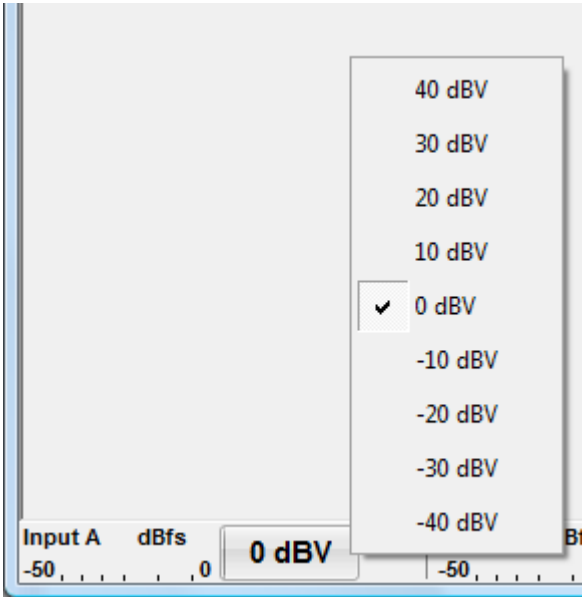 40 dBV
30 dBV
20 dBV
10 dBV
0 dBV
-10 dBV
-20 dBV
-30 dBV
-40 dBV
Input A dBfs
-50 0
0 dBV
-50